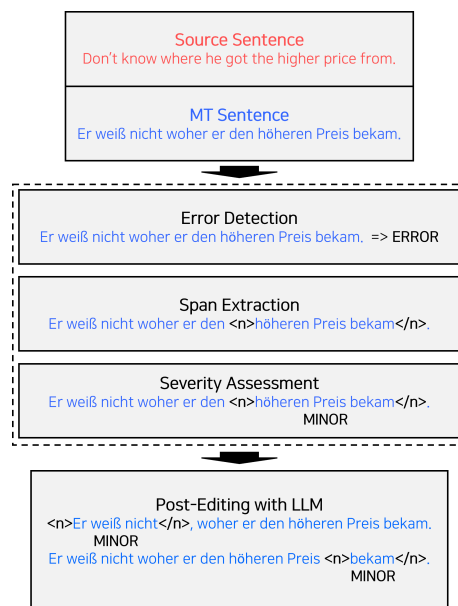 Source Sentence
Don't know where he got the higher price from.
MT Sentence
Er weiß nicht woher er den höheren Preis bekam.
Error Detection
Er weiß nicht woher er den höheren Preis bekam. => ERROR
Span Extraction
Er weiß nicht woher er den <n>höheren Preis bekam</n>.
Severity Assessment
Er weiß nicht woher er den <n>höheren Preis bekam</n>.
MINOR
Post-Editing with LLM
<n>Er weiß nicht</n>, woher er den höheren Preis bekam.
MINOR
Er weiß nicht woher er den höheren Preis <n>bekam</n>.
MINOR